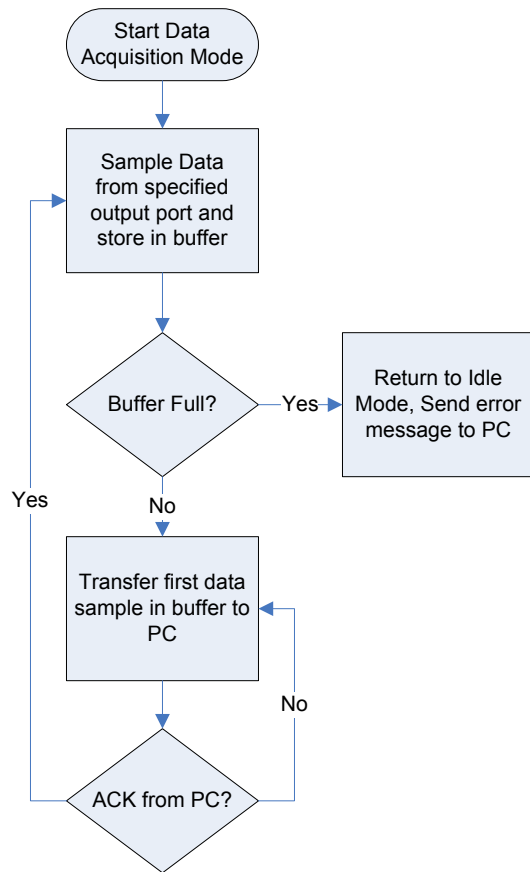 Start Data
Acquisition Mode
Sample Data
from specified
output port and
store in buffer
Buffer Full?
Yes
Return to Idle
Mode, Send error
message to PC
Yes
No
Transfer first data
sample in buffer to
PC
No
ACK from PC?